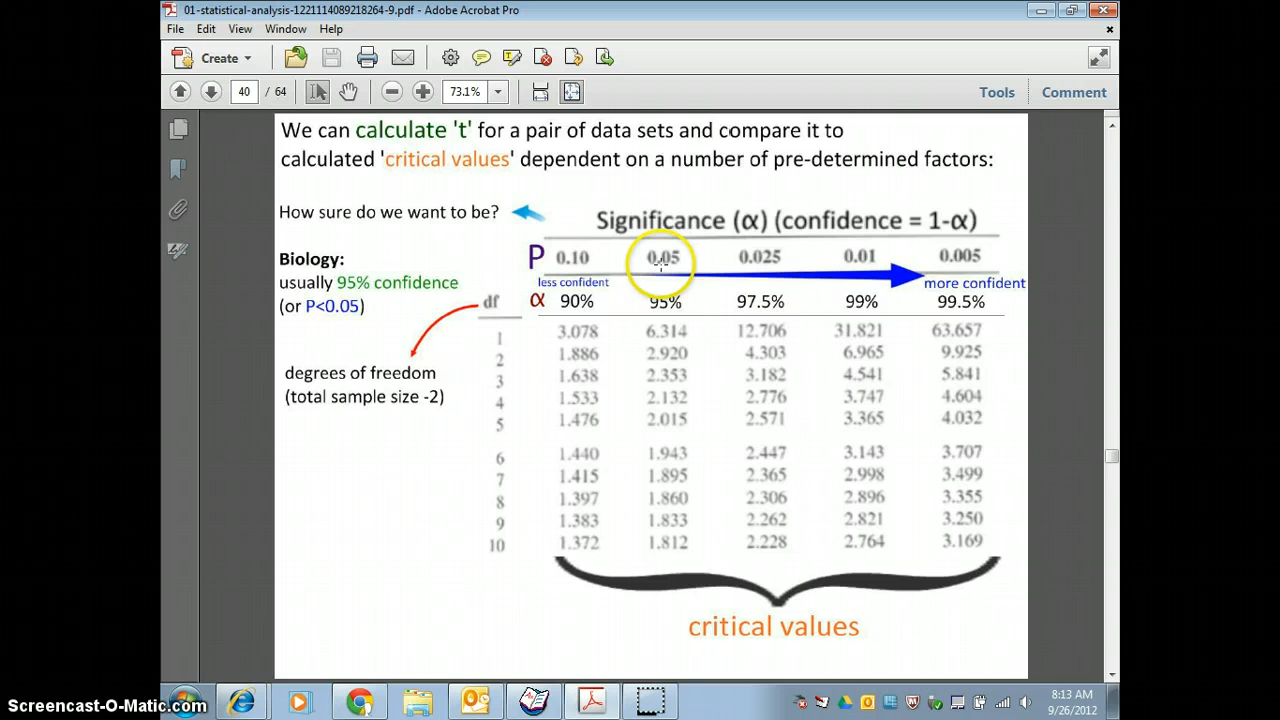 01-statistical-analysis-1221114089218264-9.pdf - Adobe Acrobat Pro
File Edit View Window Help
Create
40 / 64 73.1% Tools Comment
We can calculate 't' for a pair of data sets and compare it to
calculated 'critical values' dependent on a number of pre-determined factors:
How sure do we want to be?
Significance (α) (confidence = 1-α)
Biology:
usually 95% confidence
(or P<0.05)
P 0.10 0.05 0.025 0.01 0.005
less confident more confident
df α 90% 95% 97.5% 99% 99.5%
degrees of freedom
(total sample size -2)
1 3.078 6.314 12.706 31.821 63.657
2 1.886 2.920 4.303 6.965 9.925
3 1.638 2.353 3.182 4.541 5.841
4 1.533 2.132 2.776 3.747 4.604
5 1.476 2.015 2.571 3.365 4.032
6 1.440 1.943 2.447 3.143 3.707
7 1.415 1.895 2.365 2.998 3.499
8 1.397 1.860 2.306 2.896 3.355
9 1.383 1.833 2.262 2.821 3.250
10 1.372 1.812 2.228 2.764 3.169
critical values
Screencast-O-Matic.com
8:13 AM
9/26/2012